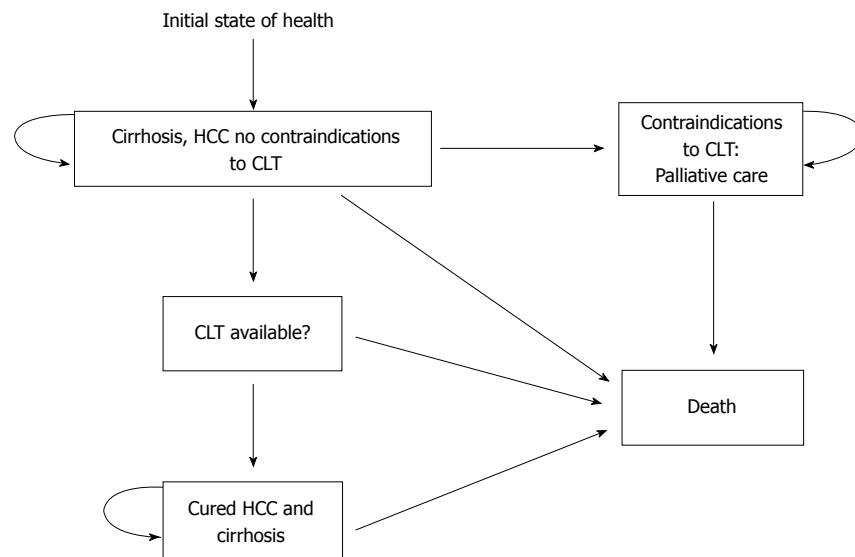 Initial state of health
Cirrhosis, HCC no contraindications
to CLT
Contraindications
to CLT:
Palliative care
CLT available?
Death
Cured HCC and
cirrhosis